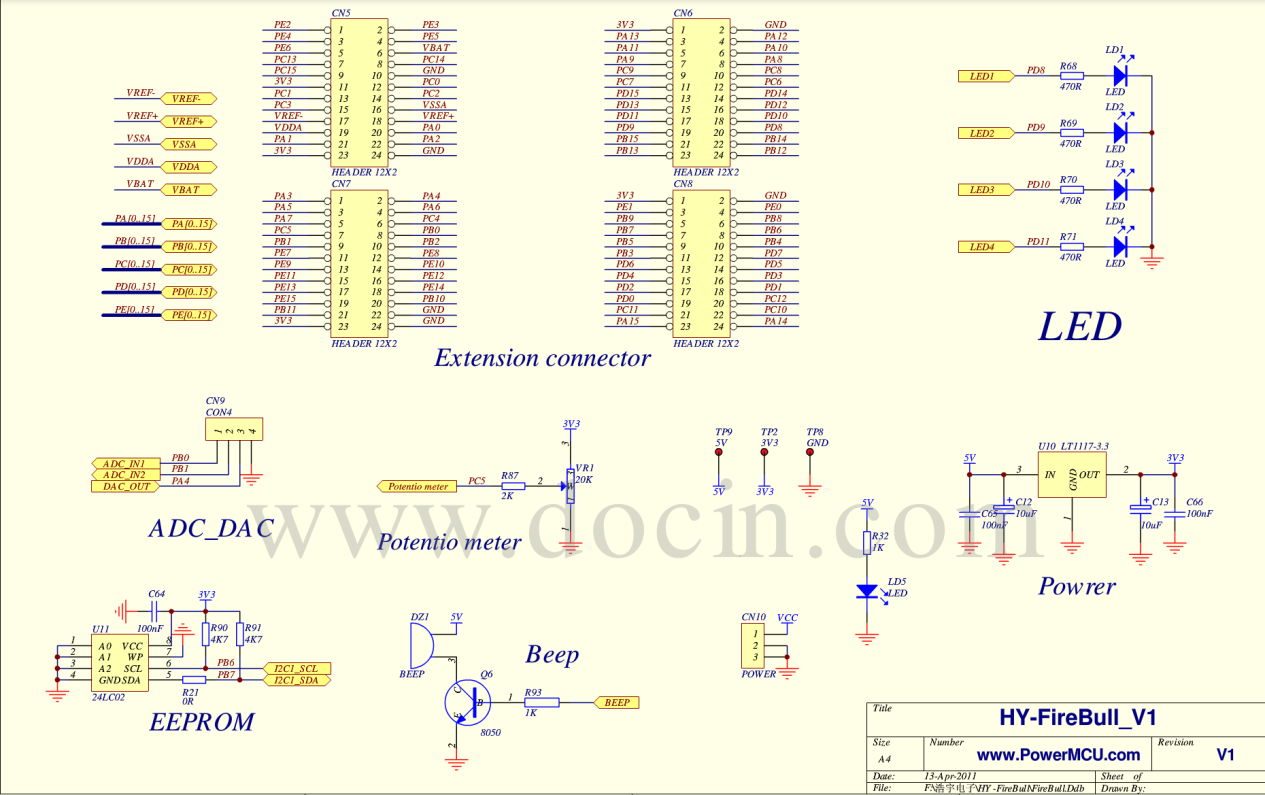 CN5
PE2 1 2 PE3
PE4 3 4 PE5
PE6 5 6 VBAT
PC13 7 8 PC14
PC15 9 10 GND
3V3 11 12 PC0
PC1 13 14 PC2
PC3 15 16 VSSA
VREF- 17 18 VREF+
VDDA 19 20 PA0
PA1 21 22 PA2
3V3 23 24 GND
HEADER 12X2
CN6
3V3 1 2 GND
PA13 3 4 PA12
PA11 5 6 PA10
PA9 7 8 PA8
PC9 9 10 PC8
PC7 11 12 PC6
PD15 13 14 PD14
PD13 15 16 PD12
PD11 17 18 PD10
PD9 19 20 PD8
PB15 21 22 PB14
PB13 23 24 PB12
HEADER 12X2
VREF- VREF-
VREF+ VREF+
VSSA VSSA
VDDA VDDA
VBAT VBAT
PA[0..15] PA[0..15]
PB[0..15] PB[0..15]
PC[0..15] PC[0..15]
PD[0..15] PD[0..15]
PE[0..15] PE[0..15]
CN7
PA3 1 2 PA4
PA5 3 4 PA6
PA7 5 6 PC4
PC5 7 8 PB0
PB1 9 10 PB2
PE7 11 12 PE8
PE9 13 14 PE10
PE11 15 16 PE12
PE13 17 18 PE14
PE15 19 20 PB10
PB11 21 22 GND
3V3 23 24 GND
HEADER 12X2
CN8
3V3 1 2 GND
PE1 3 4 PE0
PB9 5 6 PB8
PB7 7 8 PB6
PB5 9 10 PB4
PB3 11 12 PD7
PD6 13 14 PD5
PD4 15 16 PD3
PD2 17 18 PD1
PD0 19 20 PC12
PC11 21 22 PC10
PA15 23 24 PA14
HEADER 12X2
Extension connector
LD1
LED1 PD8 R68
470R LED
LD2
LED2 PD9 R69
470R LED
LD3
LED3 PD10 R70
470R LED
LD4
LED4 PD11 R71
470R LED
LED
CN9
CON4
1 2 3 4
ADC_IN1 PB0
ADC_IN2 PB1
DAC_OUT PA4
ADC_DAC
3V3
3
VR1
Potentio meter PC5 R87 2 W 20K
2K
1
Potentio meter
TP9 TP2 TP8
5V 3V3 GND
5V 3V3
U10 LT1117-3.3
5V 3 IN GND OUT 2 3V3
1
C65 100nF
C12 10uF
C13 10uF
C66 100nF
Powrer
5V
R32
1K
LD5
LED
www.docin.com
C64 3V3
100nF
U11
R90 R91
4K7 4K7
1 A0 VCC 8
2 A1 WP 7
3 A2 SCL 6 PB6 I2C1_SCL
4 GND SDA 5 PB7 I2C1_SDA
24LC02
R21
0R
EEPROM
DZ1 5V
BEEP
3
Q6
C B E 1 R93 BEEP
1K
8050
2
Beep
CN10 VCC
1
2
3
POWER
Title
HY-FireBull_V1
Size Number Revision
A4 www.PowerMCU.com V1
Date: 13-Apr-2011 Sheet of
File: F:\浩宇电子\HY -FireBull\FireBull.Ddb Drawn By: